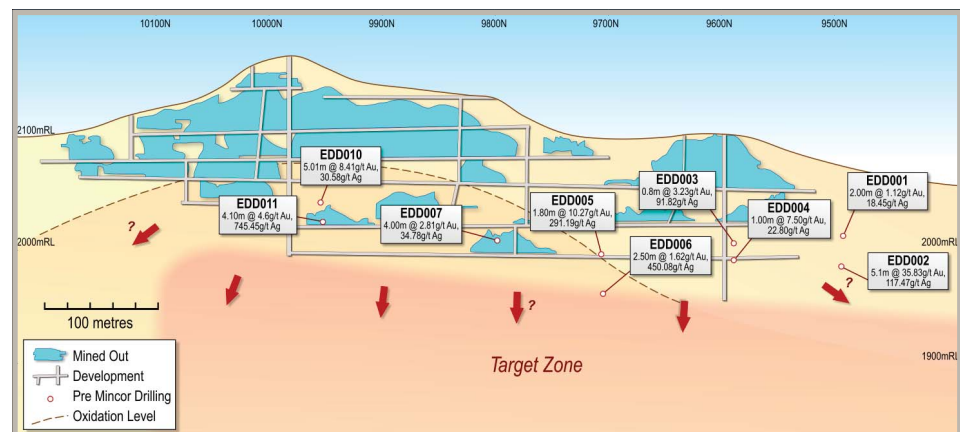 10100N
10000N
9900N
9800N
9700N
9600N
9500N
2100mRL
EDD010
5.01m @ 8.41g/t Au,
30.58g/t Ag
EDD003
0.8m @ 3.23g/t Au,
91.82g/t Ag
EDD001
2.00m @ 1.12g/t Au,
18.45g/t Ag
EDD011
4.10m @ 4.6g/t Au,
745.45g/t Ag
EDD007
4.00m @ 2.81g/t Au,
34.78g/t Ag
EDD005
1.80m @ 10.27g/t Au,
291.19g/t Ag
EDD004
1.00m @ 7.50g/t Au,
22.80g/t Ag
?
2000mRL
2000mRL
EDD006
2.50m @ 1.62g/t Au,
450.08g/t Ag
EDD002
5.1m @ 35.83g/t Au,
117.47g/t Ag
?
?
100 metres
Target Zone
1900mRL
Mined Out
Development
Pre Mincor Drilling
Oxidation Level